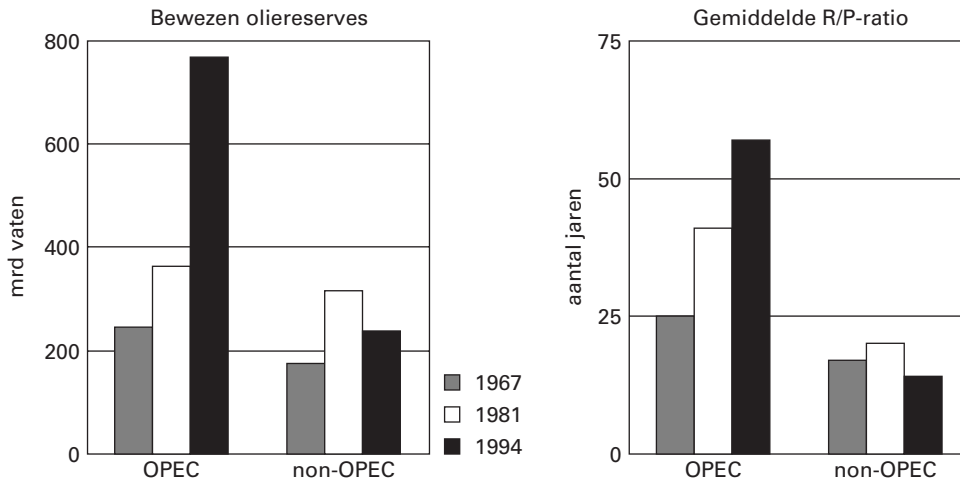 Bewezen oliereserves
mrd vaten
800
600
400
200
0
OPEC non-OPEC
1967
1981
1994
Gemiddelde R/P-ratio
aantal jaren
75
50
25
0
OPEC non-OPEC